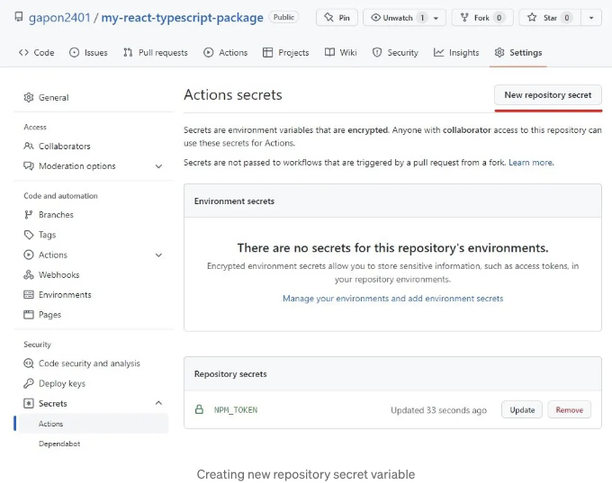 gapon2401 / my-react-typescript-package Public Pin Unwatch 1 Fork 0 Star 0
Code Issues Pull requests Actions Projects Wiki Security Insights Settings
General
Access
Collaborators
Moderation options
Code and automation
Branches
Tags
Actions
Webhooks
Environments
Pages
Security
Code security and analysis
Deploy keys
Secrets
Actions
Dependabot
Actions secrets
New repository secret
Secrets are environment variables that are encrypted. Anyone with collaborator access to this repository can
use these secrets for Actions.
Secrets are not passed to workflows that are triggered by a pull request from a fork. Learn more.
Environment secrets
There are no secrets for this repository's environments.
Encrypted environment secrets allow you to store sensitive information, such as access tokens, in
your repository environments.
Manage your environments and add environment secrets
Repository secrets
NPM_TOKEN Updated 33 seconds ago Update Remove
Creating new repository secret variable